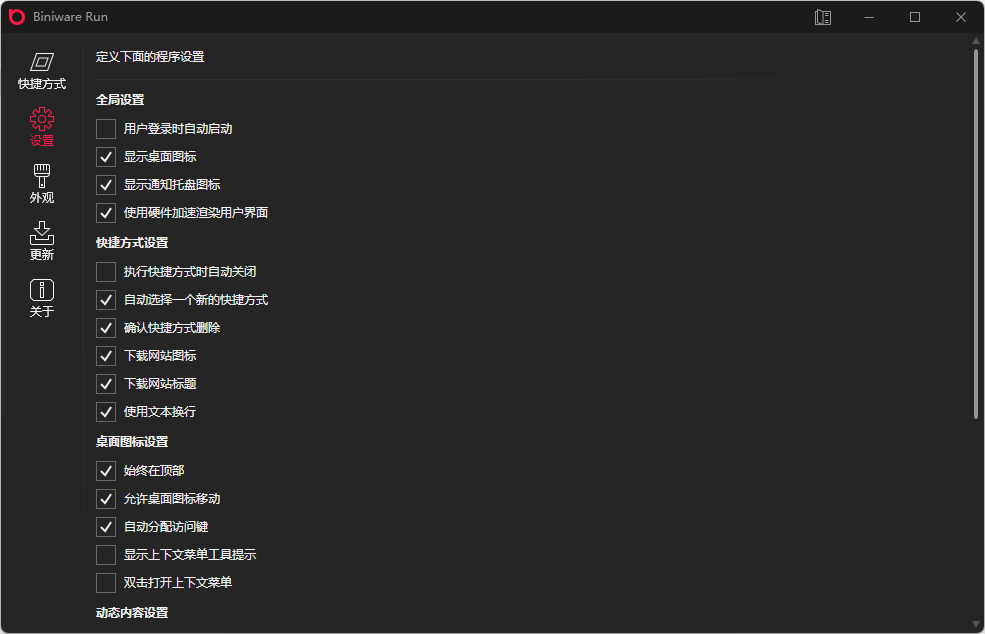 Biniware Run
快捷方式
设置
外观
更新
关于
定义下面的程序设置
全局设置
用户登录时自动启动
显示桌面图标
显示通知托盘图标
使用硬件加速渲染用户界面
快捷方式设置
执行快捷方式时自动关闭
自动选择一个新的快捷方式
确认快捷方式删除
下载网站图标
下载网站标题
使用文本换行
桌面图标设置
始终在顶部
允许桌面图标移动
自动分配访问键
显示上下文菜单工具提示
双击打开上下文菜单
动态内容设置